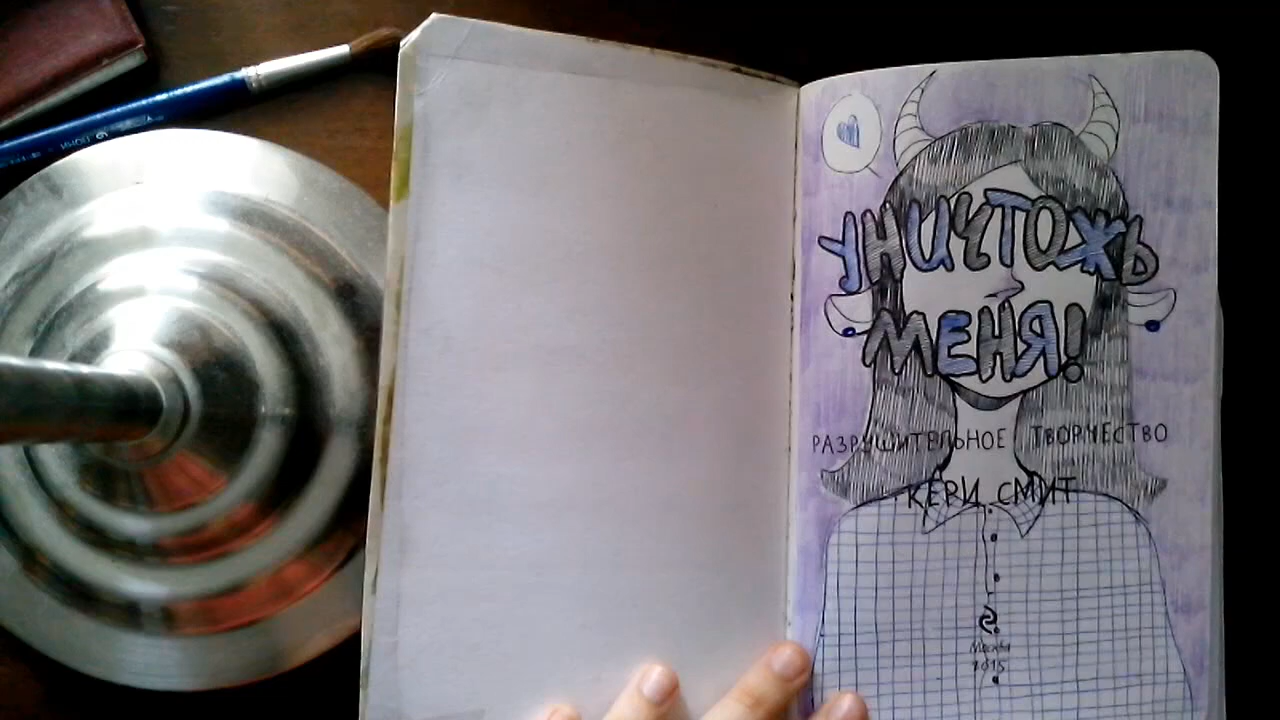 УНИЧТОЖЬ
МЕНЯ!
РАЗРУШИТЕЛЬНОЕ ТВОРЧЕСТВО
КЕРИ СМИТ
Москва
2015